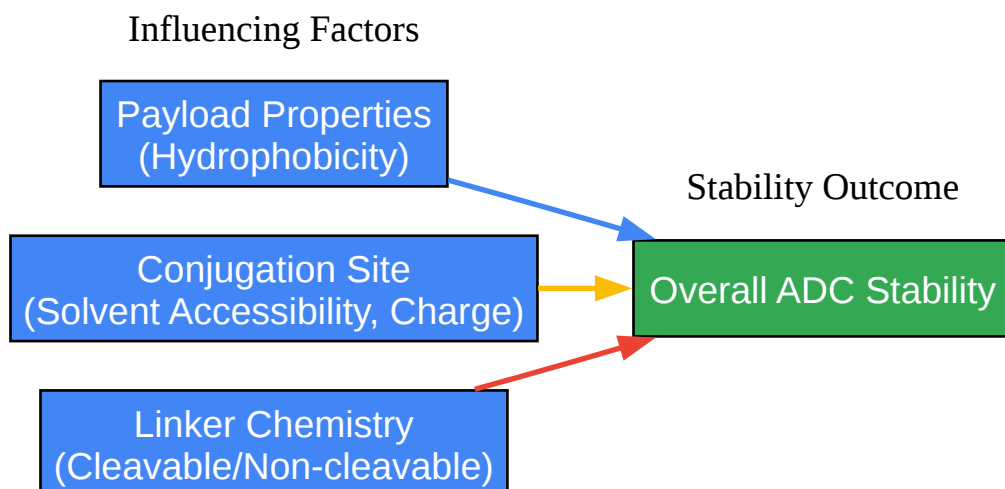 Influencing Factors
Payload Properties
(Hydrophobicity)
Stability Outcome
Conjugation Site
(Solvent Accessibility, Charge)
Overall ADC Stability
Linker Chemistry
(Cleavable/Non-cleavable)